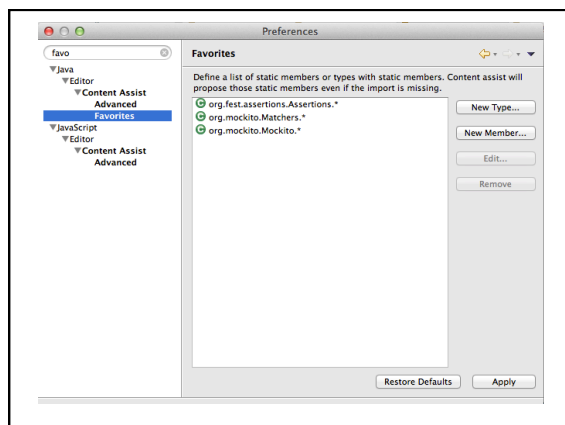 Preferences
favo
Java
Editor
Content Assist
Advanced
Favorites
JavaScript
Editor
Content Assist
Advanced
Favorites
Define a list of static members or types with static members. Content assist will
propose those static members even if the import is missing.
org.fest.assertions.Assertions.*
org.mockito.Matchers.*
org.mockito.Mockito.*
New Type...
New Member...
Edit...
Remove
Restore Defaults
Apply